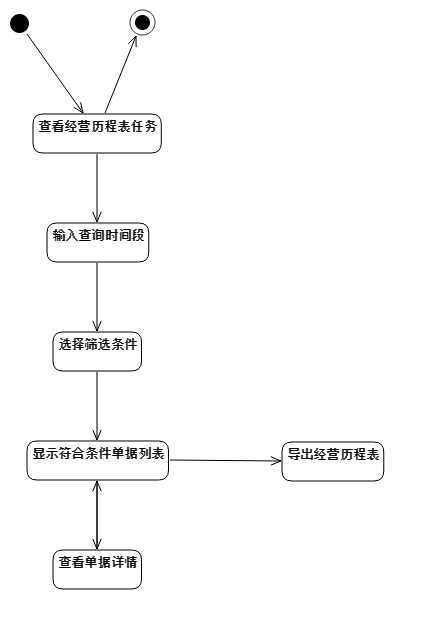 查看经营历程表任务
输入查询时间段
选择筛选条件
显示符合条件单据列表
导出经营历程表
查看单据详情